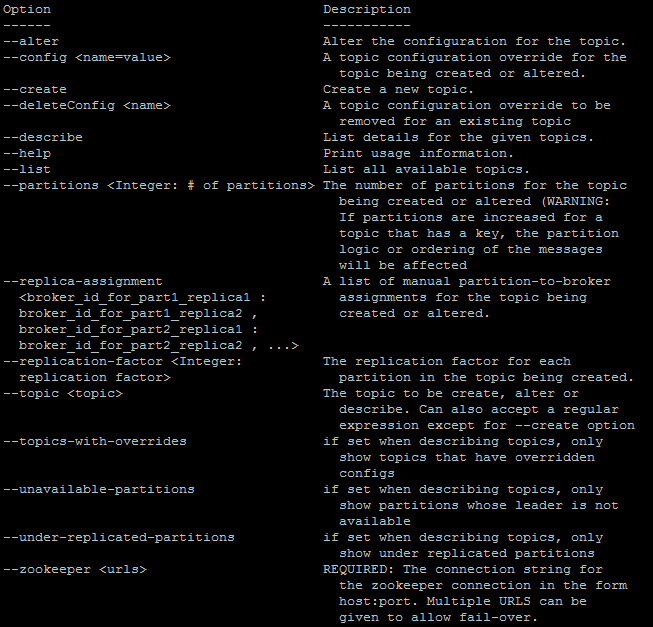 Option                                  Description
------                                  -----------
--alter                                 Alter the configuration for the topic.
--config <name=value>                   A topic configuration override for the
                                          topic being created or altered.
--create                                Create a new topic.
--deleteConfig <name>                   A topic configuration override to be
                                          removed for an existing topic
--describe                              List details for the given topics.
--help                                  Print usage information.
--list                                  List all available topics.
--partitions <Integer: # of partitions> The number of partitions for the topic
                                          being created or altered (WARNING:
                                          If partitions are increased for a
                                          topic that has a key, the partition
                                          logic or ordering of the messages
                                          will be affected
--replica-assignment                    A list of manual partition-to-broker
  <broker_id_for_part1_replica1 :         assignments for the topic being
  broker_id_for_part1_replica2 ,          created or altered.
  broker_id_for_part2_replica1 :
  broker_id_for_part2_replica2 , ...>
--replication-factor <Integer:          The replication factor for each
  replication factor>                     partition in the topic being created.
--topic <topic>                         The topic to be create, alter or
                                          describe. Can also accept a regular
                                          expression except for --create option
--topics-with-overrides                 if set when describing topics, only
                                          show topics that have overridden
                                          configs
--unavailable-partitions                if set when describing topics, only
                                          show partitions whose leader is not
                                          available
--under-replicated-partitions           if set when describing topics, only
                                          show under replicated partitions
--zookeeper <urls>                      REQUIRED: The connection string for
                                          the zookeeper connection in the form
                                          host:port. Multiple URLS can be
                                          given to allow fail-over.